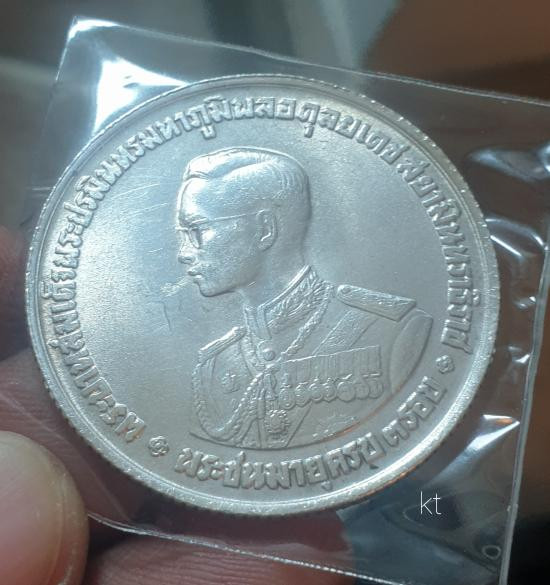 พระบาทสมเด็จพระปรมินทรมหาภูมิพลอดุลยเดช สยามินทราธิราช
พระชนมายุครบ ๓ รอบ
kt